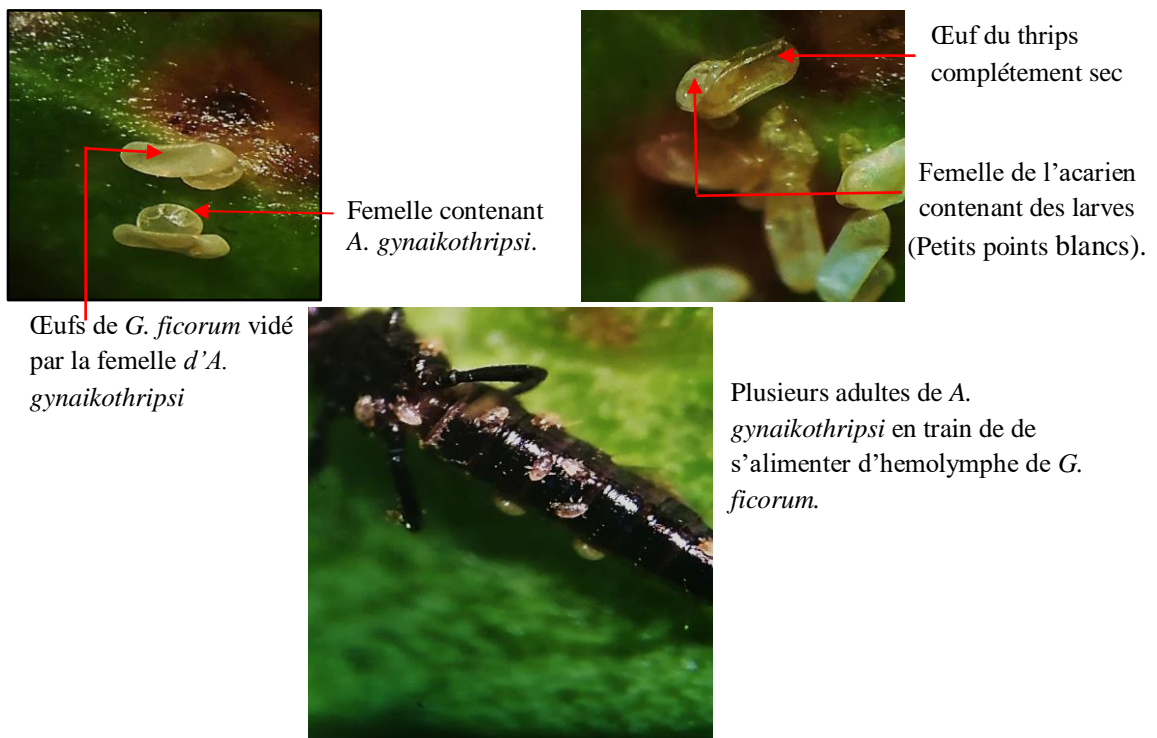 Femelle contenant
A. gynaikothripsi.
Œufs de G. ficorum vidé
par la femelle d’A.
gynaikothripsi
Œuf du thrips
complétement sec
Femelle de l’acarien
contenant des larves
(Petits points blancs).
Plusieurs adultes de A.
gynaikothripsi en train de de
s’alimenter d’hemolymphe de G.
ficorum.